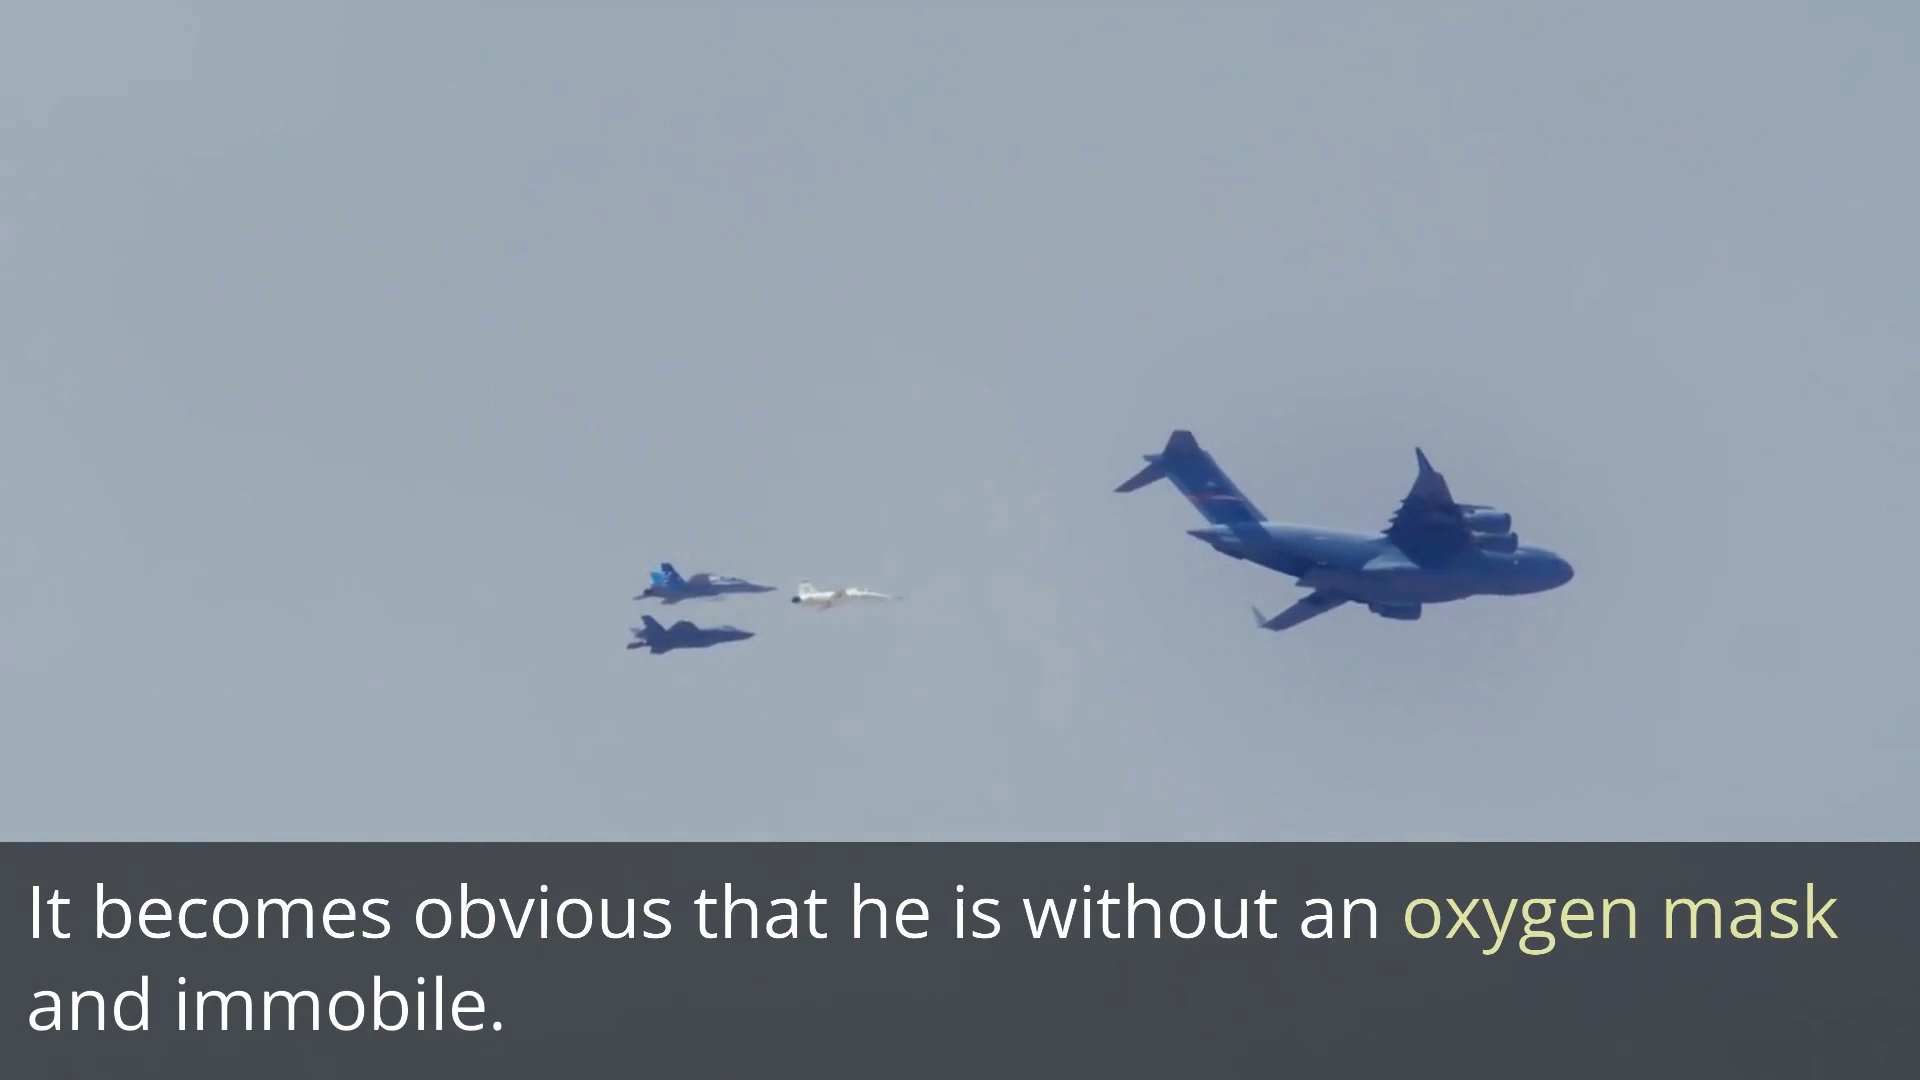 It becomes obvious that he is without an oxygen mask
and immobile.